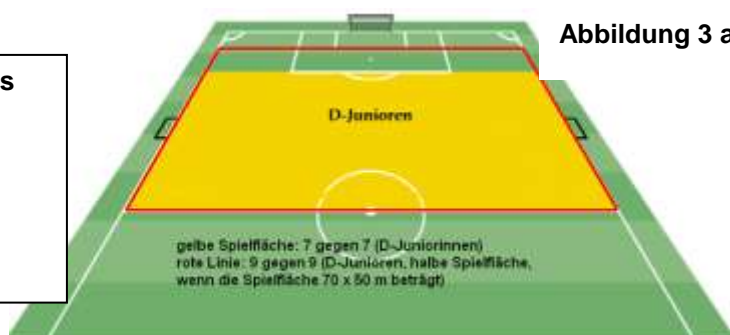 Abbildung 3 a
s
D-Junioren
gelbe Spielfläche: 7 gegen 7 (D-Juniorinnen)
rote Linie: 9 gegen 9 (D-Junioren, halbe Spielfläche,
wenn die Spielfläche 70 x 50 m beträgt)